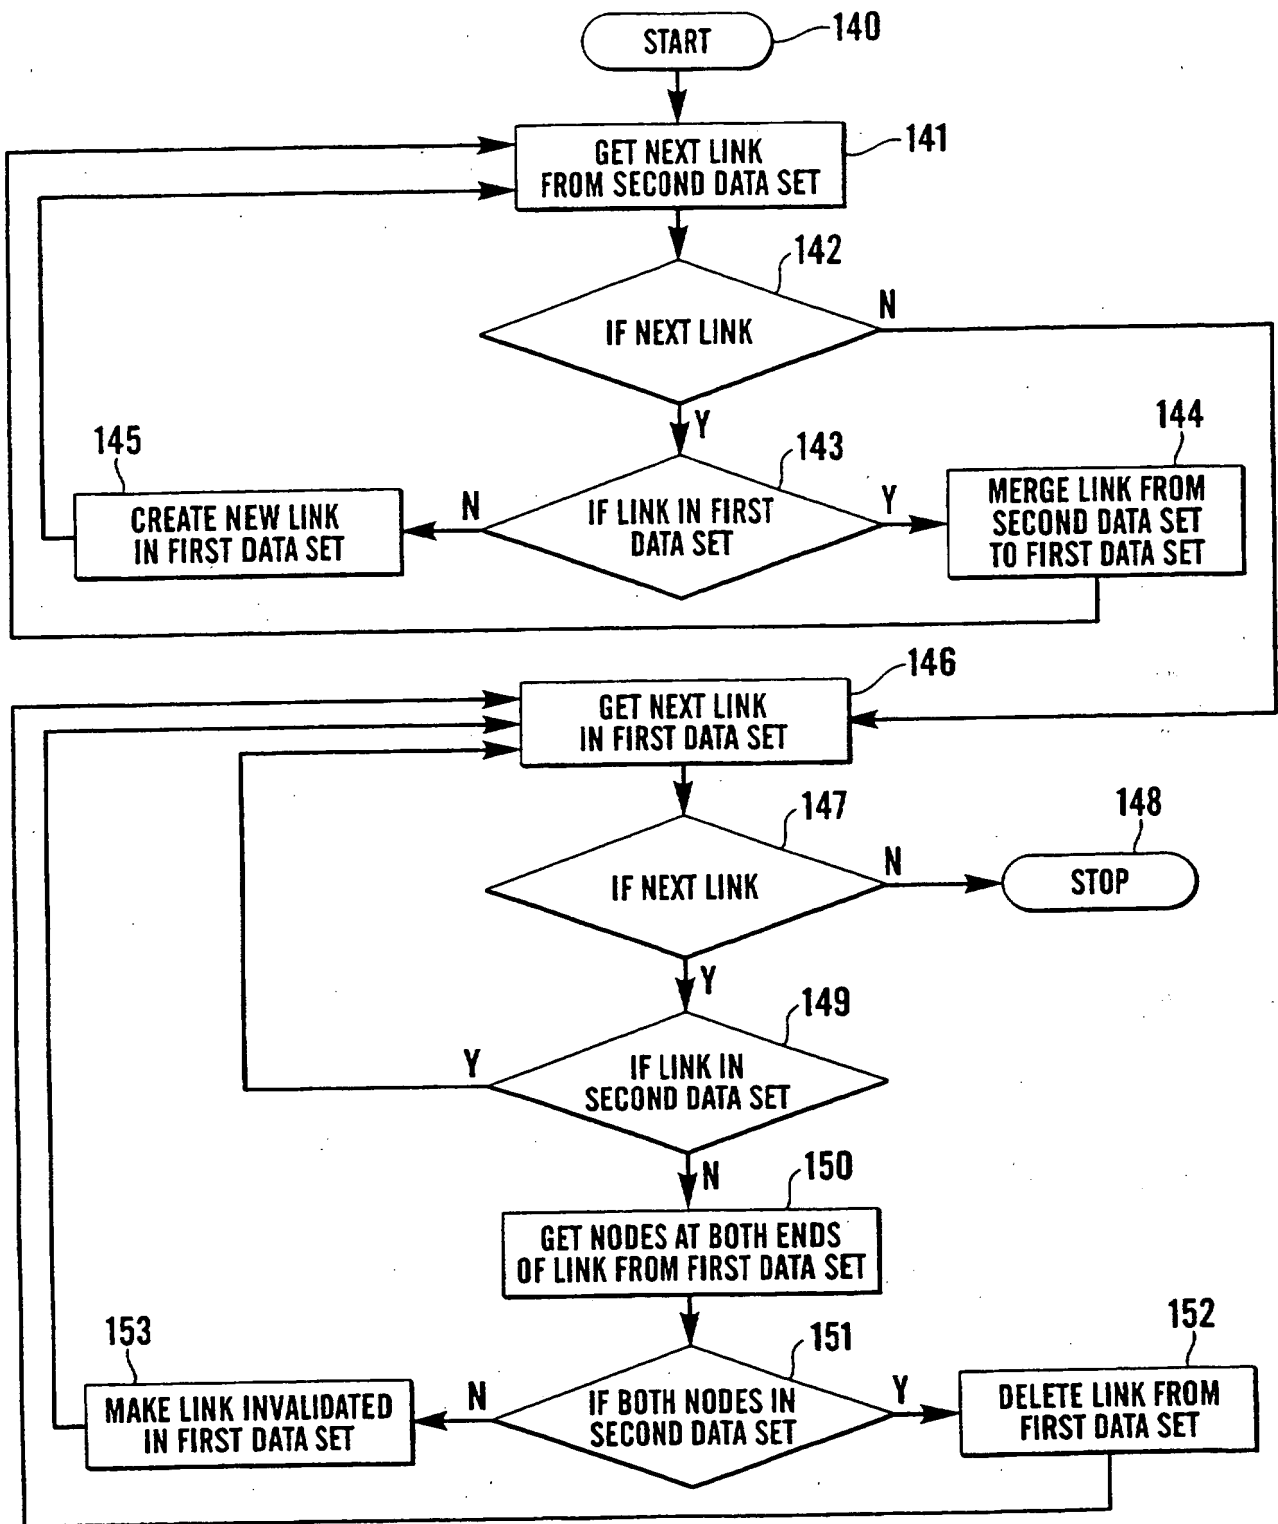 START
140
GET NEXT LINK
FROM SECOND DATA SET
141
142
IF NEXT LINK
N
Y
143
144
145
CREATE NEW LINK
IN FIRST DATA SET
N
IF LINK IN FIRST
DATA SET
Y
MERGE LINK FROM
SECOND DATA SET
TO FIRST DATA SET
146
GET NEXT LINK
IN FIRST DATA SET
147
148
IF NEXT LINK
N
STOP
Y
149
Y
IF LINK IN
SECOND DATA SET
N
150
GET NODES AT BOTH ENDS
OF LINK FROM FIRST DATA SET
151
152
153
MAKE LINK INVALIDATED
IN FIRST DATA SET
N
IF BOTH NODES IN
SECOND DATA SET
Y
DELETE LINK FROM
FIRST DATA SET